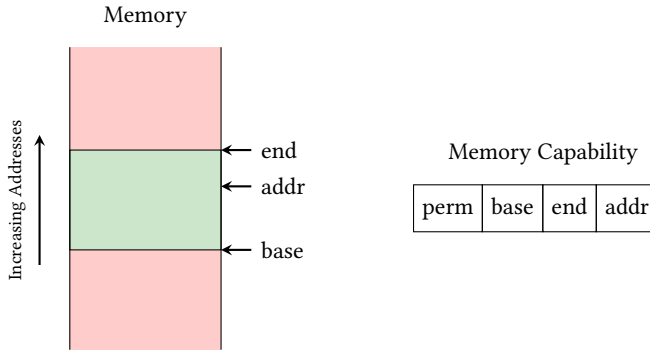 Memory
Increasing Addresses
end
addr
base
Memory Capability
perm base end addr